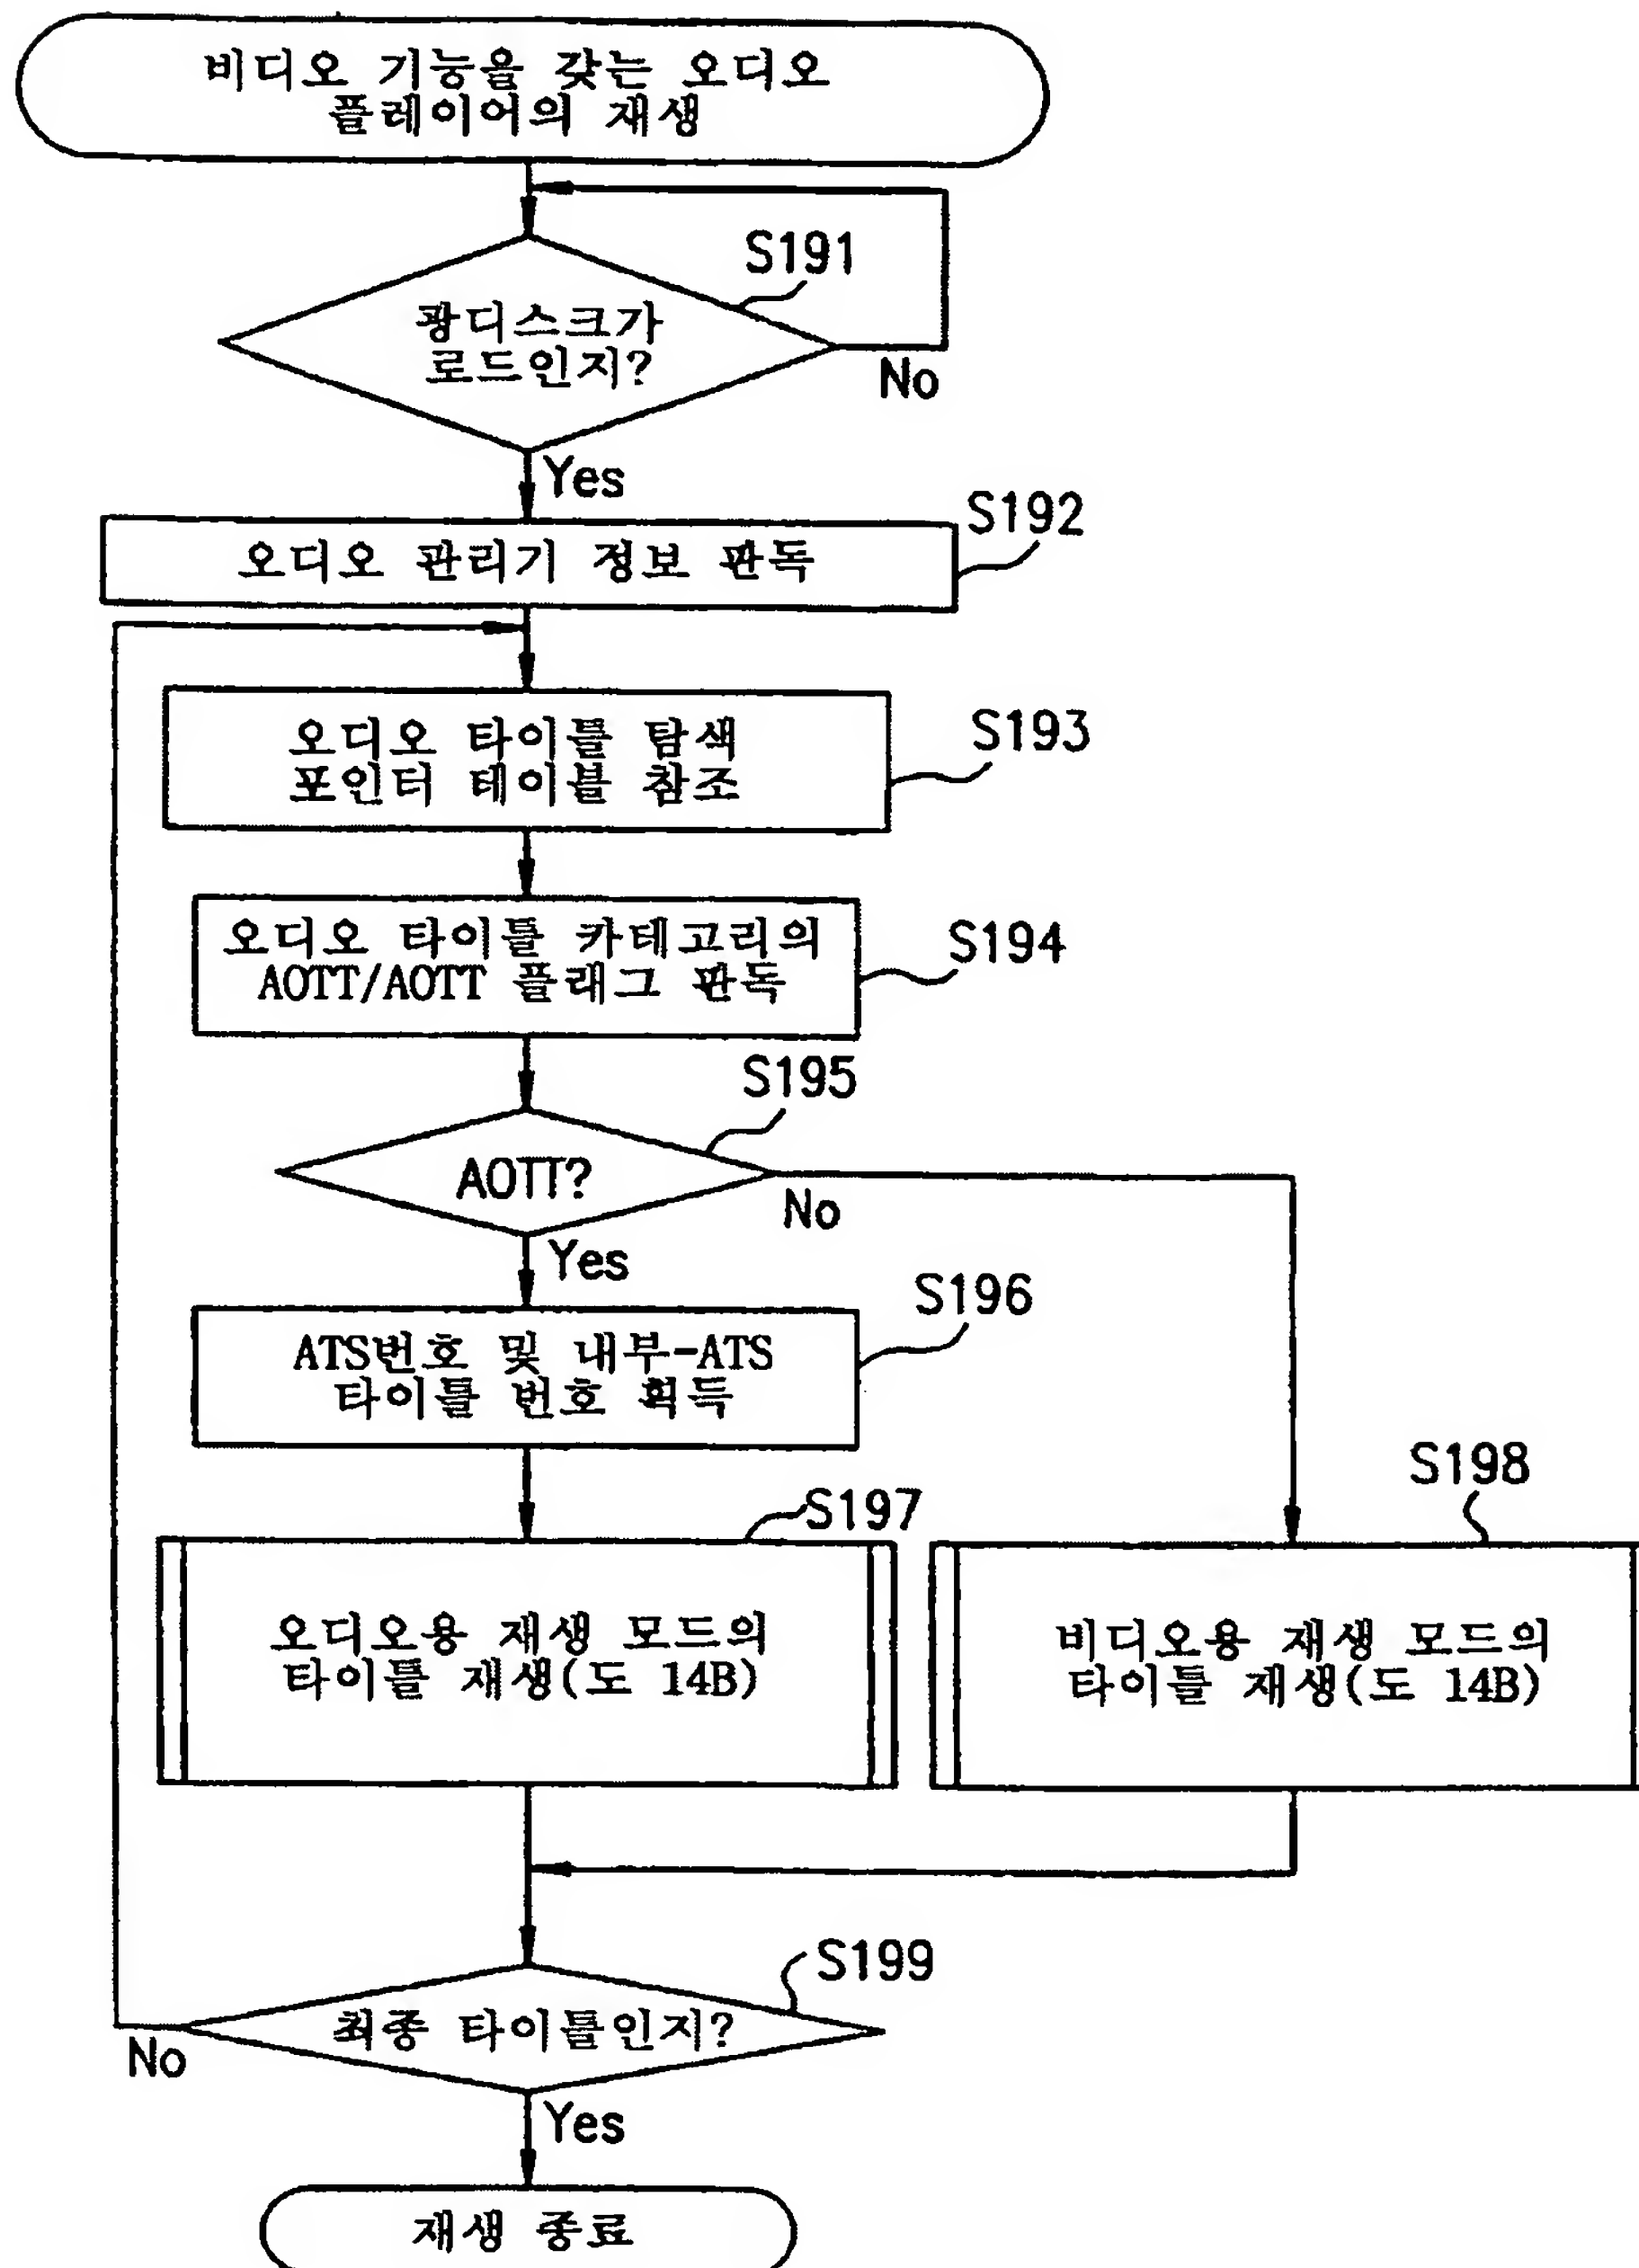 비디오 기능을 갖는 오디오
플레이어의 재생
S191
광디스크가
로드인지?
No
Yes
S192
오디오 관리기 정보 판독
S193
오디오 타이틀 탐색
포인터 테이블 참조
S194
오디오 타이틀 카테고리의
AOTT/AOTT 플래그 판독
S195
AOTT?
No
Yes
S196
ATS번호 및 내부-ATS
타이틀 번호 획득
S197
오디오용 재생 모드의
타이틀 재생(도 14B)
S198
비디오용 재생 모드의
타이틀 재생(도 14B)
S199
최종 타이틀인지?
No
Yes
재생 종료